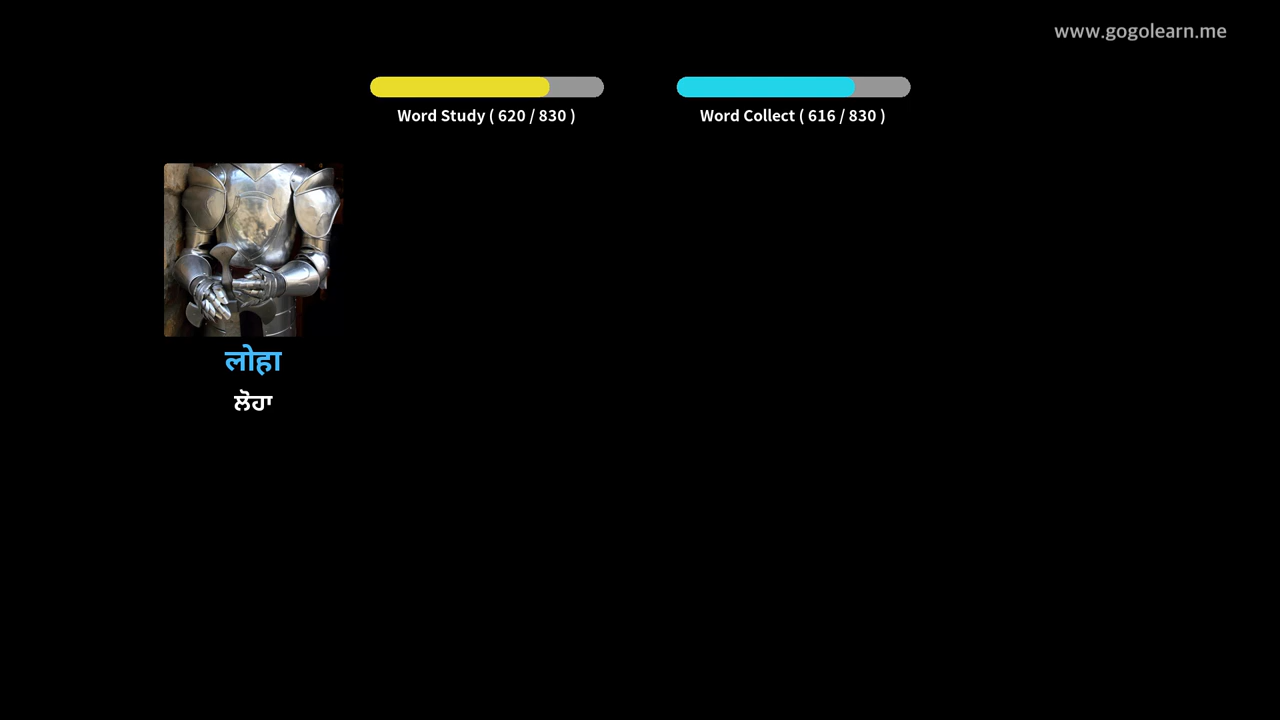 www.gogolearn.me
Word Study ( 620 / 830 )
Word Collect ( 616 / 830 )
लोहा
ਲੋਹਾ